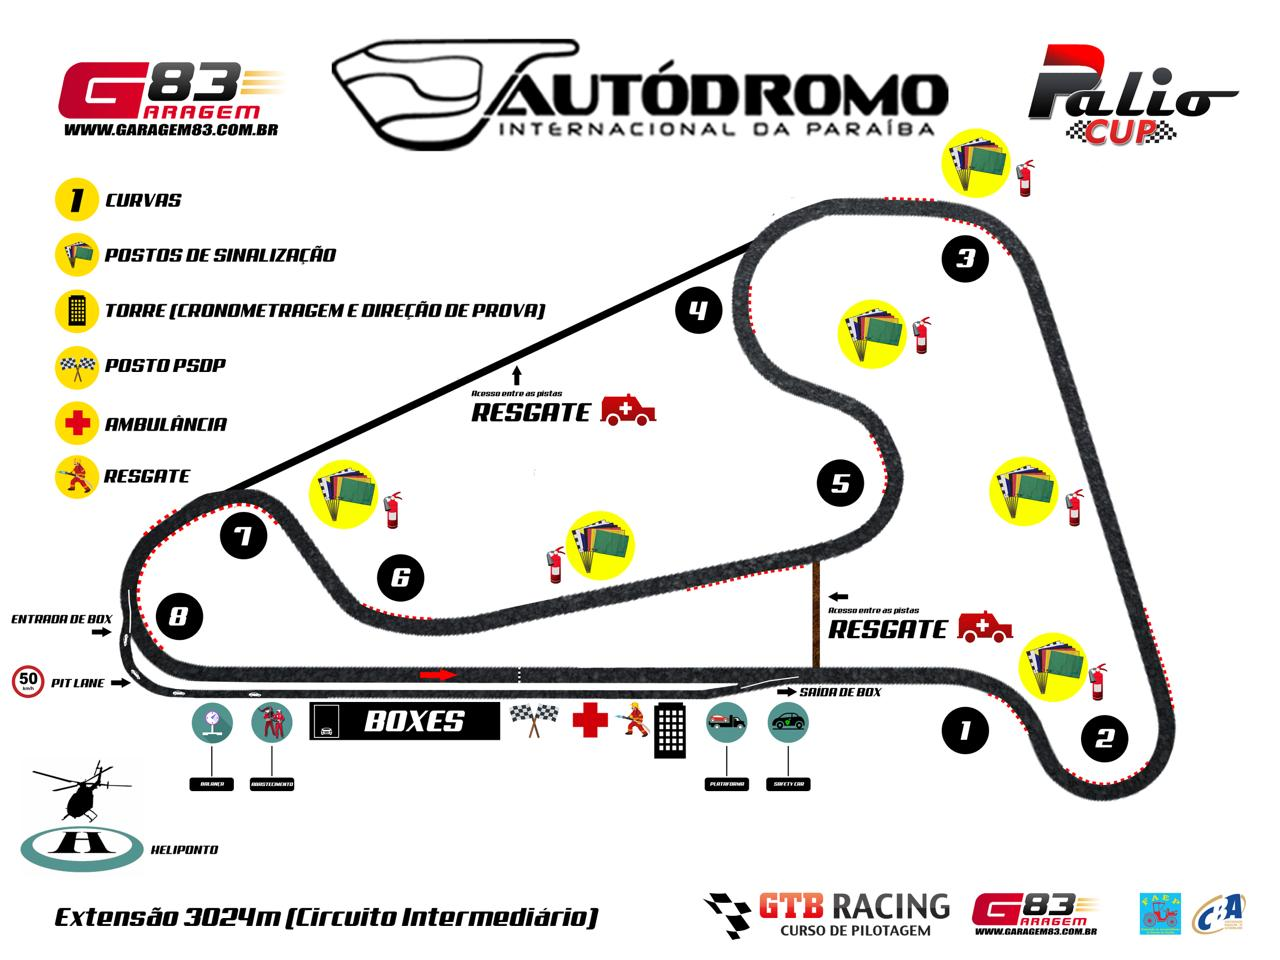 G83
GARAGEM
WWW.GARAGEM83.COM.BR
AUTÓDROMO
INTERNACIONAL DA PARAÍBA
Palio
CUP
1 CURVAS
POSTOS DE SINALIZAÇÃO
TORRE (CRONOMETRAGEM E DIREÇÃO DE PROVA)
POSTO PSDP
AMBULÂNCIA
RESGATE
3
4
Acesso entre as pistas
RESGATE
5
7
6
8
ENTRADA DE BOX
Acesso entre as pistas
RESGATE
50
km/h
PIT LANE
SAÍDA DE BOX
BOXES
1
2
BALANÇA
ABASTECIMENTO
PLATAFORMA
SAFETY CAR
H
HELIPONTO
Extensão 3024m (Circuito Intermediário)
GTB RACING
CURSO DE PILOTAGEM
G83
GARAGEM
WWW.GARAGEM83.COM.BR
FAEP
CBA